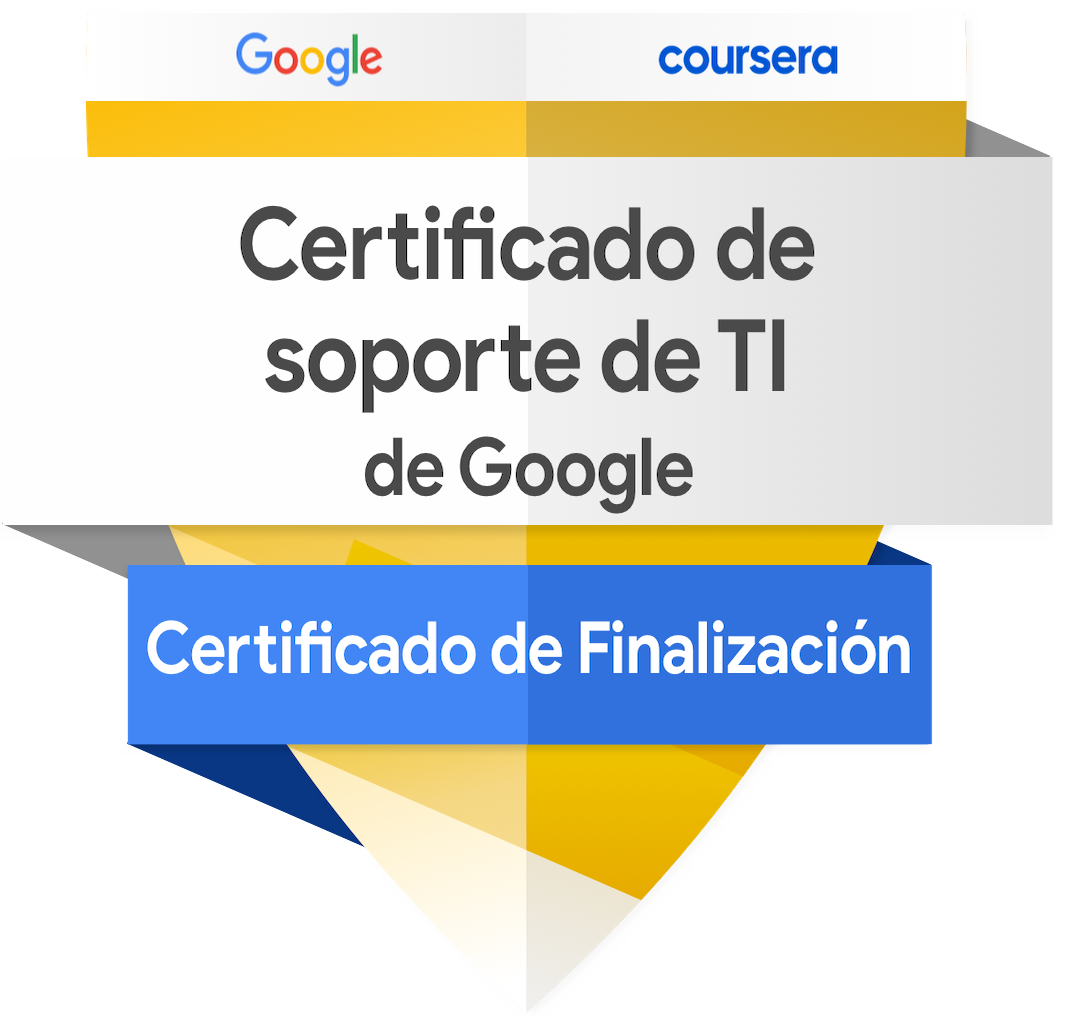 Google coursera
Certificado de
soporte de TI
de Google
Certificado de Finalización